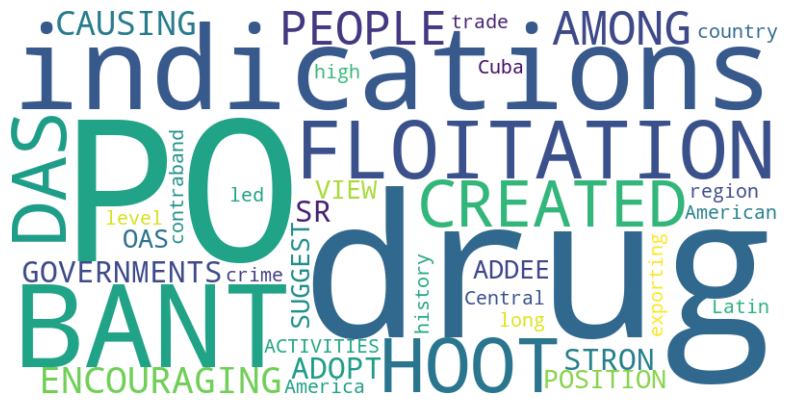 CAUSING
PEOPLE
trade
AMONG
country
indications
high
Cuba
DAS
PO
FLOITATION
contraband
led
VIEW
CREATED
region
level
SR
American
OAS
SUGGEST
drug
GOVERNMENTS
crime
history
ADDEE
exporting
BANT
Central
long
Latin
ACTIVITIES
HOOT
STRON
ENCOURAGING
ADOPT
America
POSITION